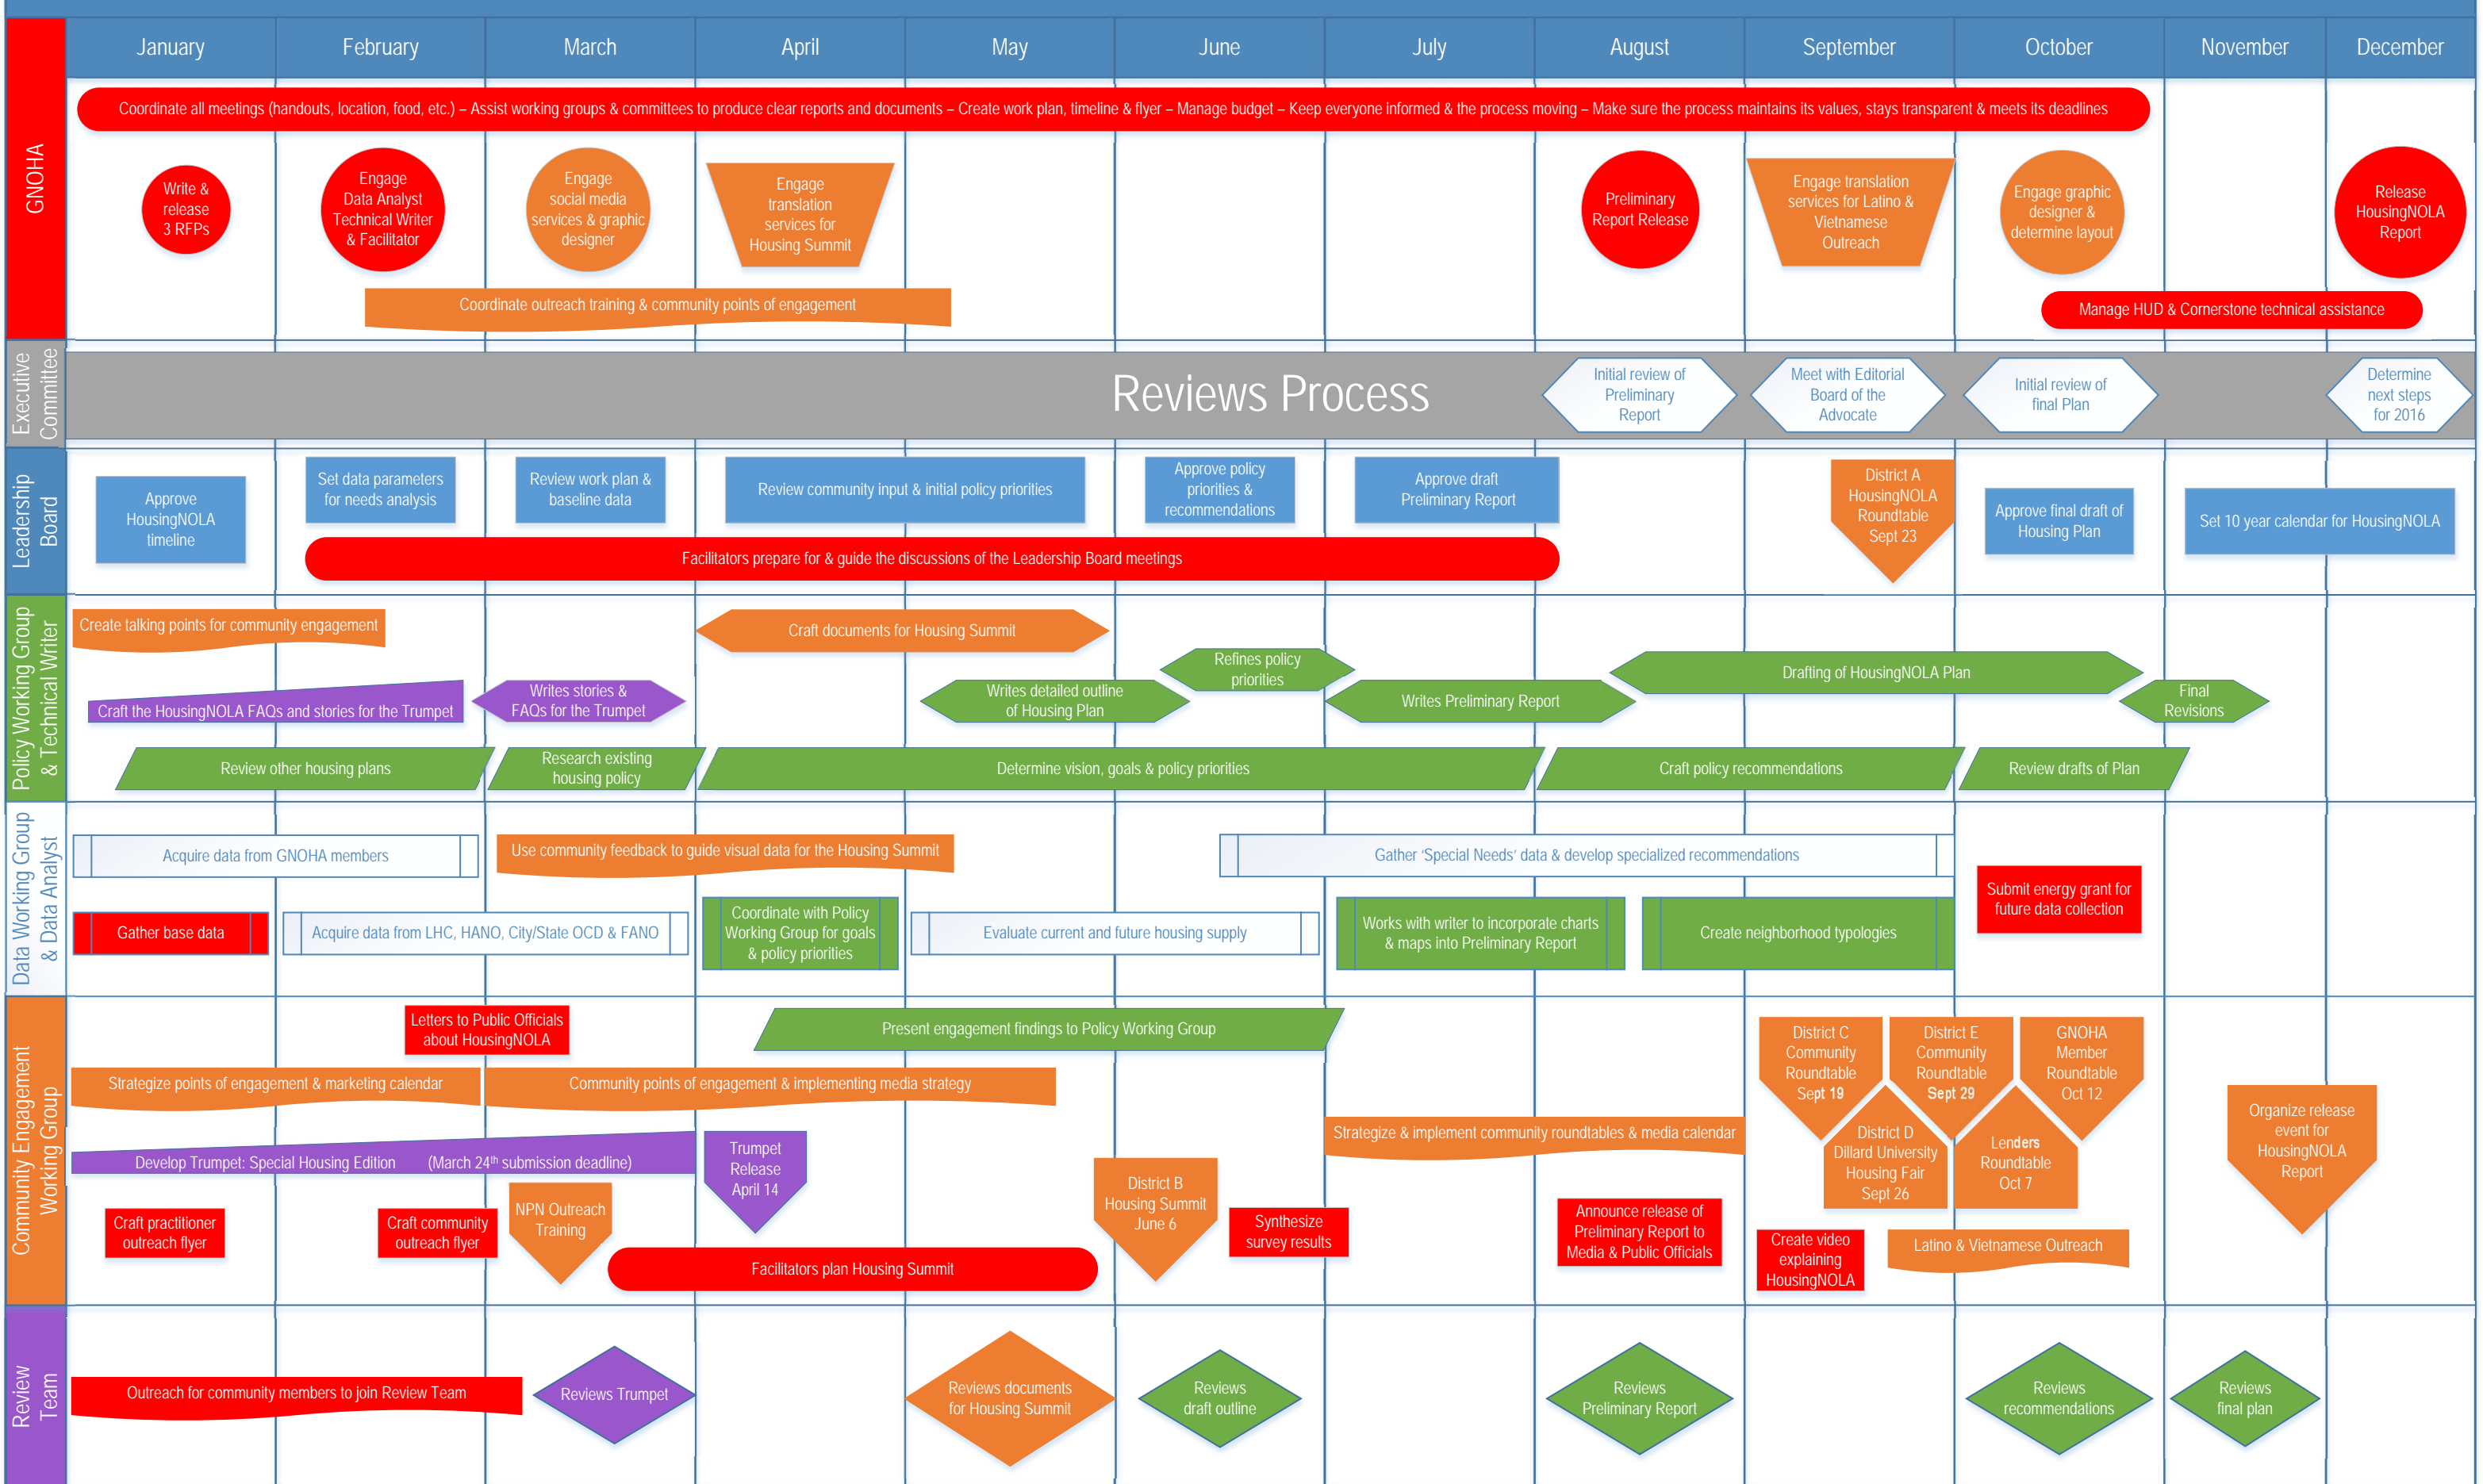 January
February
March
April
May
June
July
August
September
October
November
December
GNOHA
Coordinate all meetings (handouts, location, food, etc.) – Assist working groups & committees to produce clear reports and documents – Create work plan, timeline & flyer – Manage budget – Keep everyone informed & the process moving – Make sure the process maintains its values, stays transparent & meets its deadlines
Write &
release
3 RFPs
Engage
Data Analyst
Technical Writer
& Facilitator
Engage
social media
services & graphic
designer
Engage
translation
services for
Housing Summit
Preliminary
Report Release
Engage translation
services for Latino &
Vietnamese
Outreach
Engage graphic
designer &
determine layout
Release
HousingNOLA
Report
Coordinate outreach training & community points of engagement
Manage HUD & Cornerstone technical assistance
Executive
Committee
Reviews Process
Initial review of
Preliminary
Report
Meet with Editorial
Board of the
Advocate
Initial review of
final Plan
Determine
next steps
for 2016
Leadership
Board
Approve
HousingNOLA
timeline
Set data parameters
for needs analysis
Review work plan &
baseline data
Review community input & initial policy priorities
Approve policy
priorities &
recommendations
Approve draft
Preliminary Report
District A
HousingNOLA
Roundtable
Sept 23
Approve final draft of
Housing Plan
Set 10 year calendar for HousingNOLA
Facilitators prepare for & guide the discussions of the Leadership Board meetings
Policy Working Group
& Technical Writer
Create talking points for community engagement
Craft documents for Housing Summit
Refines policy
priorities
Drafting of HousingNOLA Plan
Craft the HousingNOLA FAQs and stories for the Trumpet
Writes stories &
FAQs for the Trumpet
Writes detailed outline
of Housing Plan
Writes Preliminary Report
Final
Revisions
Review other housing plans
Research existing
housing policy
Determine vision, goals & policy priorities
Craft policy recommendations
Review drafts of Plan
Data Working Group
& Data Analyst
Acquire data from GNOHA members
Use community feedback to guide visual data for the Housing Summit
Gather ‘Special Needs’ data & develop specialized recommendations
Submit energy grant for
future data collection
Gather base data
Acquire data from LHC, HANO, City/State OCD & FANO
Coordinate with Policy
Working Group for goals
& policy priorities
Evaluate current and future housing supply
Works with writer to incorporate charts
& maps into Preliminary Report
Create neighborhood typologies
Community Engagement
Working Group
Letters to Public Officials
about HousingNOLA
Present engagement findings to Policy Working Group
District C
Community
Roundtable
Sept 19
District E
Community
Roundtable
Sept 29
GNOHA
Member
Roundtable
Oct 12
Strategize points of engagement & marketing calendar
Community points of engagement & implementing media strategy
Strategize & implement community roundtables & media calendar
District D
Dillard University
Housing Fair
Sept 26
Lenders
Roundtable
Oct 7
Organize release
event for
HousingNOLA
Report
Develop Trumpet: Special Housing Edition (March 24th submission deadline)
Trumpet
Release
April 14
District B
Housing Summit
June 6
Craft practitioner
outreach flyer
Craft community
outreach flyer
NPN Outreach
Training
Synthesize
survey results
Announce release of
Preliminary Report to
Media & Public Officials
Create video
explaining
HousingNOLA
Latino & Vietnamese Outreach
Facilitators plan Housing Summit
Review
Team
Outreach for community members to join Review Team
Reviews Trumpet
Reviews documents
for Housing Summit
Reviews
draft outline
Reviews
Preliminary Report
Reviews
recommendations
Reviews
final plan